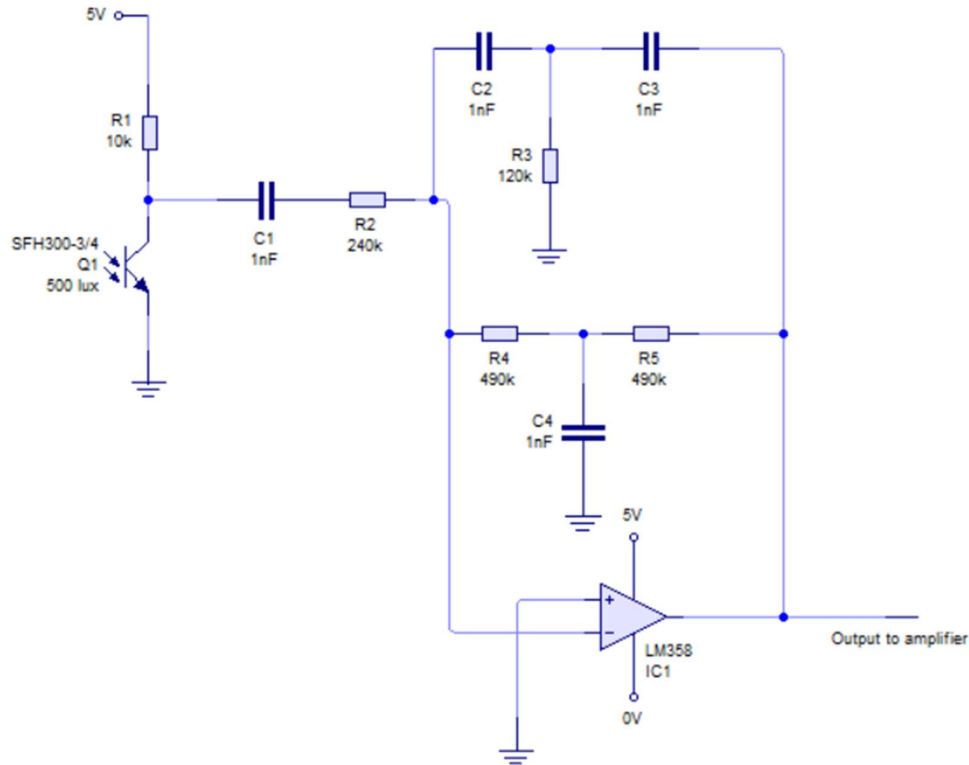 5V
R1
10k
SFH300-3/4
Q1
500 lux
C1
1nF
R2
240k
C2
1nF
C3
1nF
R3
120k
R4
490k
R5
490k
C4
1nF
5V
+
−
LM358
IC1
0V
Output to amplifier